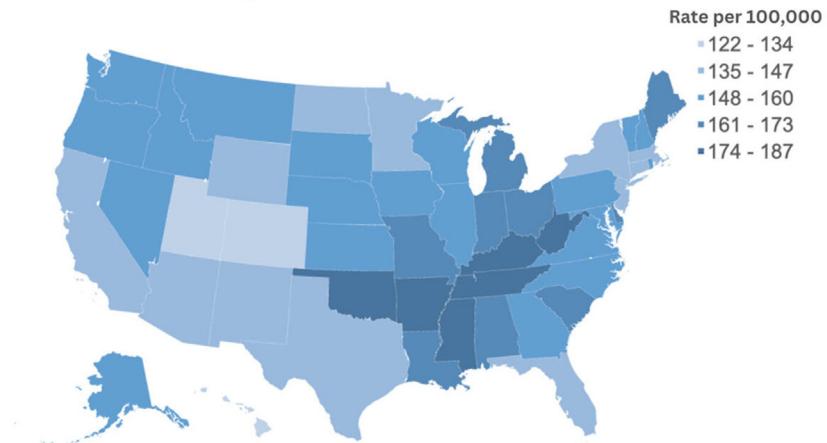 Rate per 100,000
122 - 134
135 - 147
148 - 160
161 - 173
174 - 187